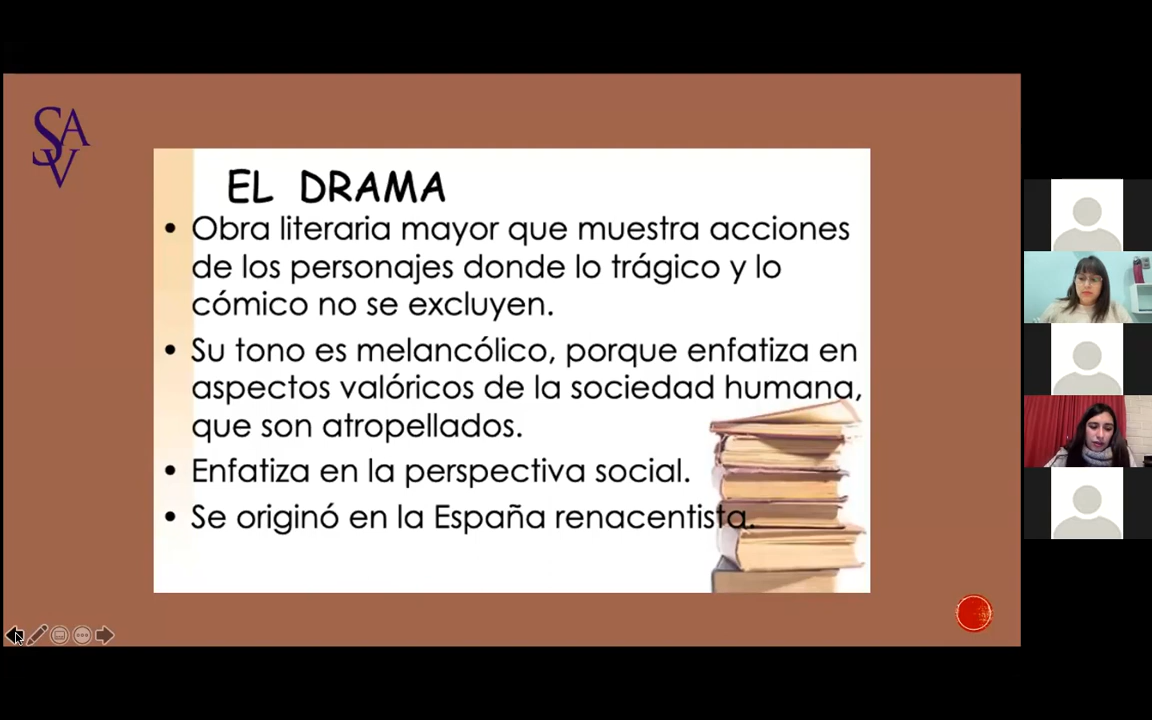 SAV
EL DRAMA
• Obra literaria mayor que muestra acciones
de los personajes donde lo trágico y lo
cómico no se excluyen.
• Su tono es melancólico, porque enfatiza en
aspectos valóricos de la sociedad humana,
que son atropellados.
• Enfatiza en la perspectiva social.
• Se originó en la España renacentista.